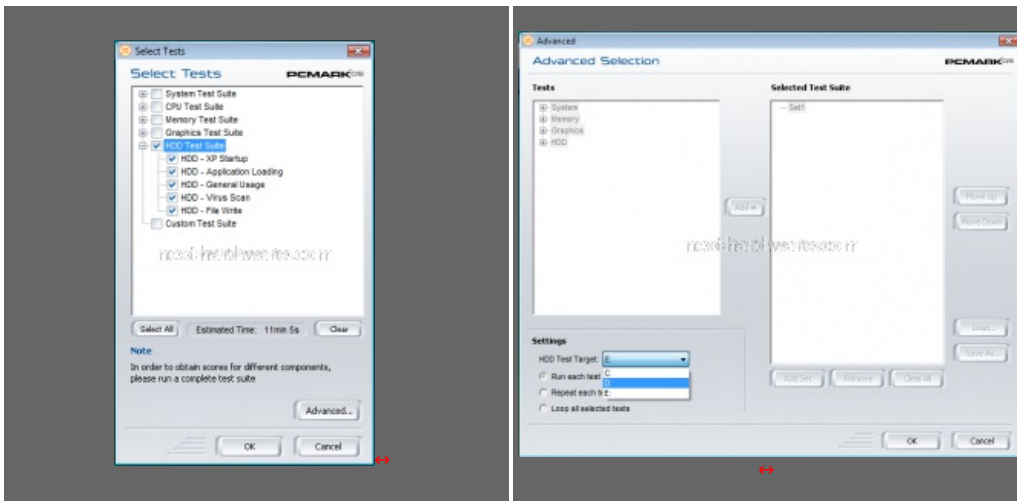 Select Tests
Select Tests
PCMARK05
System Test Suite
CPU Test Suite
Memory Test Suite
Graphics Test Suite
HDD Test Suite
HDD - XP Startup
HDD - Application Loading
HDD - General Usage
HDD - Virus Scan
HDD - File Write
Custom Test Suite
next-hardware.com
Select All
Estimated Time: 11min 5s
Clear
Note
In order to obtain scores for different components,
please run a complete test suite
Advanced...
OK Cancel
Advanced
Advanced Selection
PCMARK05
Tests
System
Memory
Graphics
HDD
Add
Selected Test Suite
Set1
Move Up
Move Down
next-hardware.com
Load...
Save As...
Add Set Remove Clear All
Settings
HDD Test Target: E:
C:
D:
E:
Run each test
Repeat each
Loop all selected tests
OK Cancel